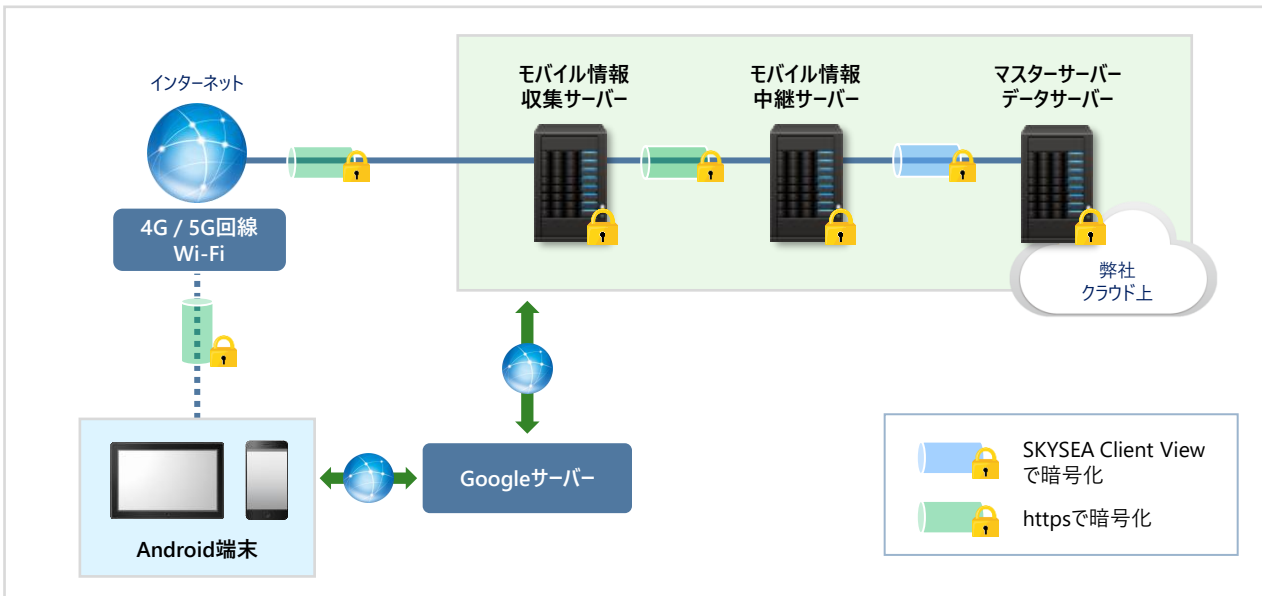 インターネット
4G / 5G回線
Wi-Fi
モバイル情報
収集サーバー
モバイル情報
中継サーバー
マスターサーバー
データサーバー
弊社
クラウド上
Googleサーバー
Android端末
SKYSEA Client View
で暗号化
httpsで暗号化